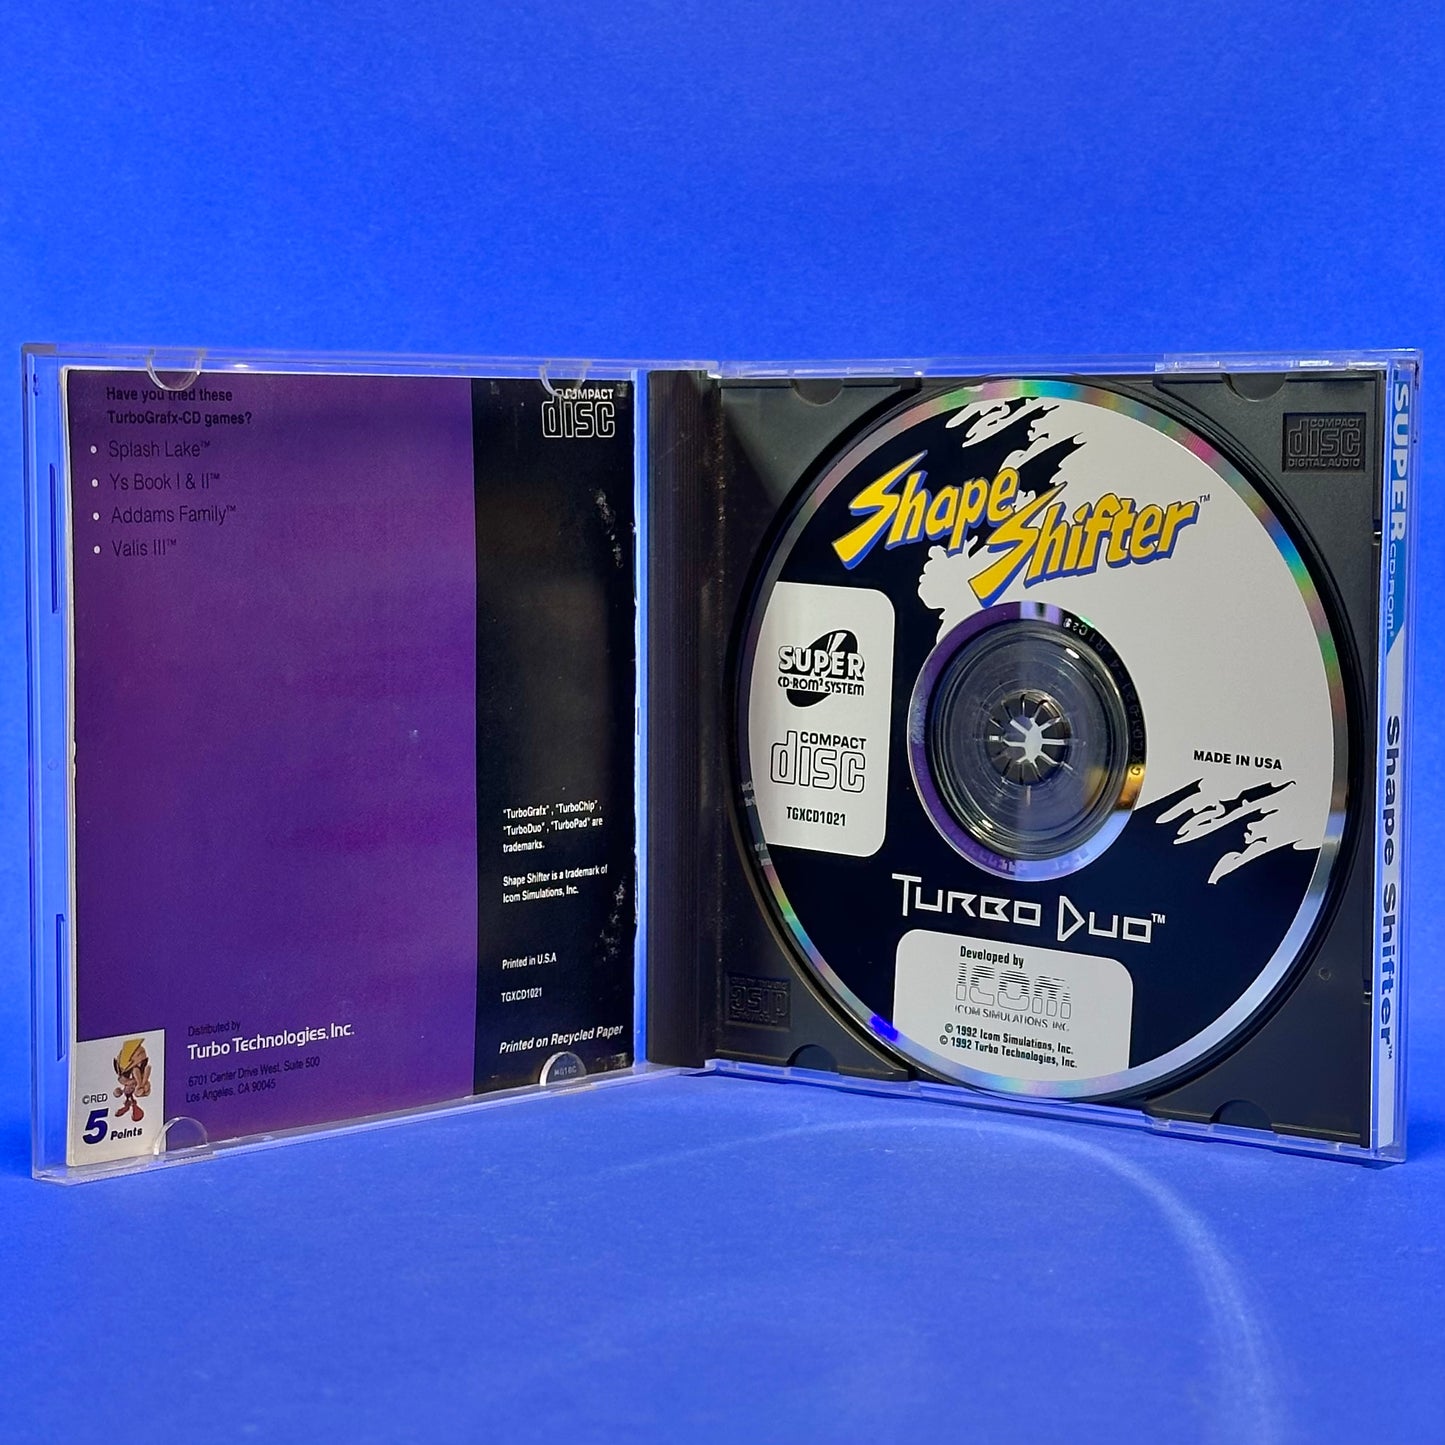 Have you tried these
TurboGrafx-CD games?
• Splash Lake™
• Ys Book I & II™
• Addams Family™
• Valis III™
COMPACT
disc
"TurboGrafx", "TurboChip",
"TurboDuo", "TurboPad" are
trademarks.
Shape Shifter is a trademark of
Icom Simulations, Inc.
Printed in U.S.A
TGXCD1021
Printed on Recycled Paper
Distributed by
Turbo Technologies, Inc.
6701 Center Drive West, Suite 500
Los Angeles, CA 90045
©RED
5 Points
Shape
Shifter™
SUPER
CD-ROM² SYSTEM
COMPACT
disc
TGXCD1021
MADE IN USA
TURBO DUO™
Developed by
ICOM
ICOM SIMULATIONS, INC.
© 1992 Icom Simulations, Inc.
© 1992 Turbo Technologies, Inc.
COMPACT
disc
DIGITAL AUDIO
SUPER CD-ROM²
Shape Shifter™